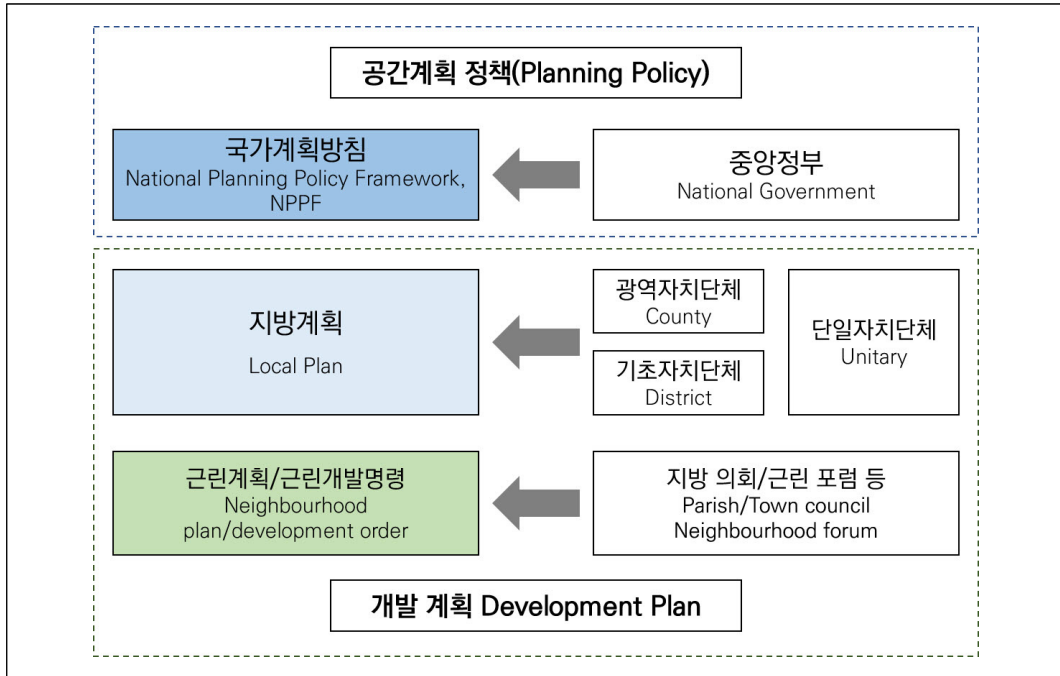 공간계획 정책(Planning Policy)
국가계획방침
National Planning Policy Framework,
NPPF
중앙정부
National Government
지방계획
Local Plan
광역자치단체
County
기초자치단체
District
단일자치단체
Unitary
근린계획/근린개발명령
Neighbourhood
plan/development order
지방 의회/근린 포럼 등
Parish/Town council
Neighbourhood forum
개발 계획 Development Plan